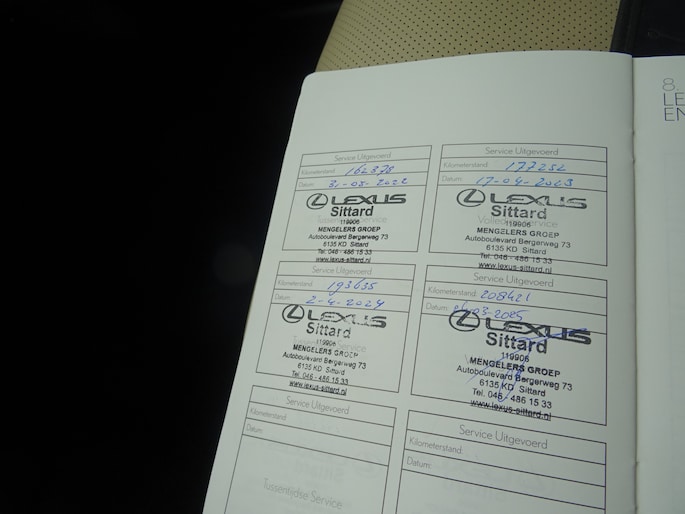 Service Uitgevoerd
Kilometerstand: 162378
Datum: 31-03-2022
LEXUS
Sittard
119906
MENGELERS GROEP
Autoboulevard Bergerweg 73
6135 KD Sittard
Tel. 046 - 486 15 33
www.lexus-sittard.nl
Service Uitgevoerd
Kilometerstand: 177252
Datum: 17-04-2023
LEXUS
Sittard
119906
MENGELERS GROEP
Autoboulevard Bergerweg 73
6135 KD Sittard
Tel. 046 - 486 15 33
www.lexus-sittard.nl
Service Uitgevoerd
Kilometerstand: 193635
Datum: 2-4-2024
LEXUS
Sittard
119906
MENGELERS GROEP
Autoboulevard Bergerweg 73
6135 KD Sittard
Tel. 046 - 486 15 33
www.lexus-sittard.nl
Service Uitgevoerd
Kilometerstand: 208421
Datum: 03-2025
LEXUS
Sittard
119906
MENGELERS GROEP
Autoboulevard Bergerweg 73
6135 KD Sittard
Tel. 046 - 486 15 33
www.lexus-sittard.nl
Service Uitgevoerd
Kilometerstand:
Datum:
Tussentijdse Service
Service Uitgevoerd
Kilometerstand:
Datum:
8.
LE
EN